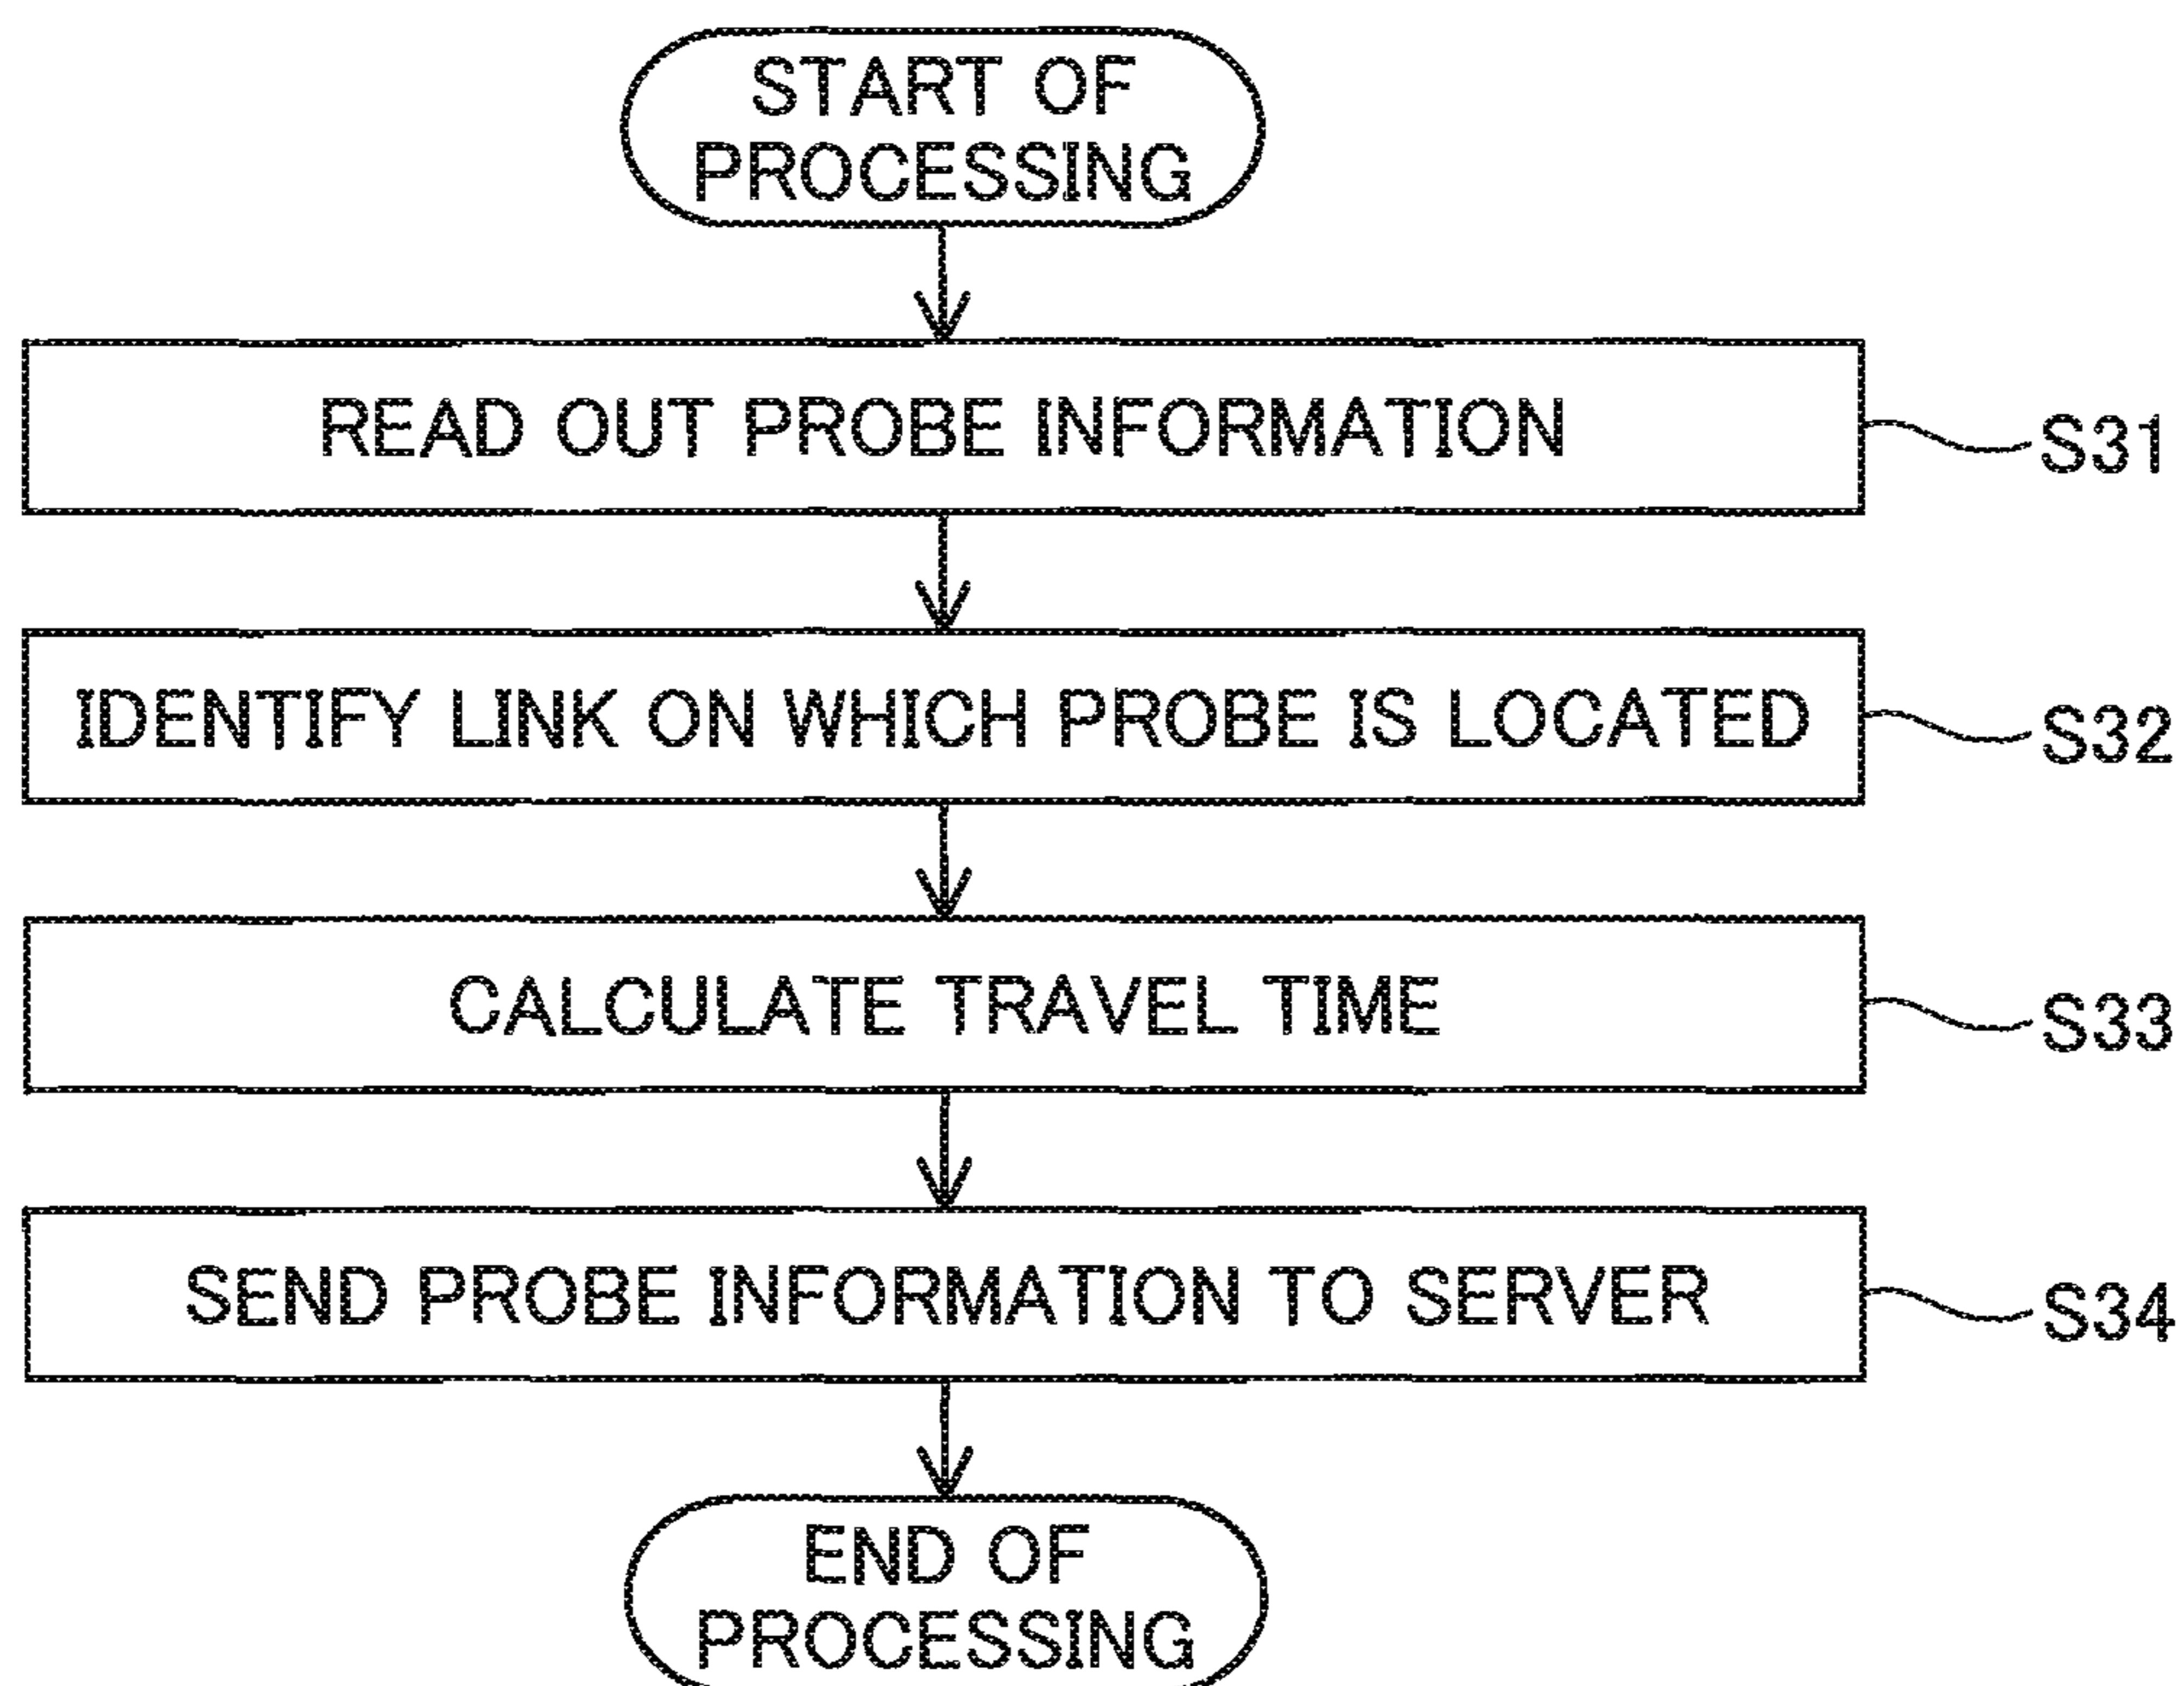 START OF
PROCESSING
READ OUT PROBE INFORMATION
S31
IDENTIFY LINK ON WHICH PROBE IS LOCATED
S32
CALCULATE TRAVEL TIME
S33
SEND PROBE INFORMATION TO SERVER
S34
END OF
PROCESSING